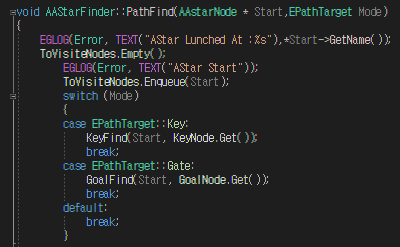 void AAStarFinder::PathFind(AAstarNode * Start,EPathTarget Mode)
{
EGLOG(Error, TEXT("AStar Lunched At :%s"),*Start->GetName());
ToVisiteNodes.Empty();
EGLOG(Error, TEXT("AStar Start"));
ToVisiteNodes.Enqueue(Start);
switch (Mode)
{
case EPathTarget::Key:
KeyFind(Start, KeyNode.Get());
break;
case EPathTarget::Gate:
GoalFind(Start, GoalNode.Get());
break;
default:
break;
}